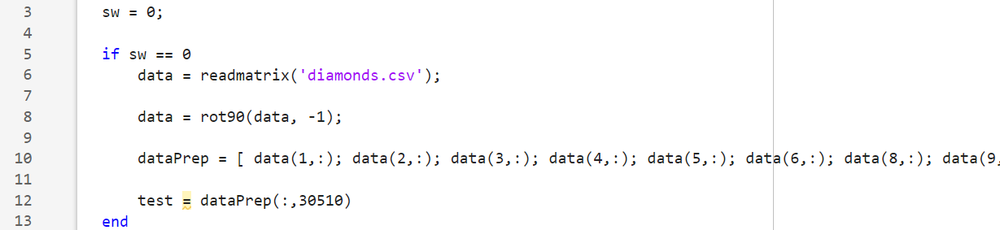 3 sw = 0;
4
5 if sw == 0
6 data = readmatrix('diamonds.csv');
7
8 data = rot90(data, -1);
9
10 dataPrep = [ data(1,:); data(2,:); data(3,:); data(4,:); data(5,:); data(6,:); data(8,:); data(9,
11
12 test = dataPrep(:,30510)
13 end